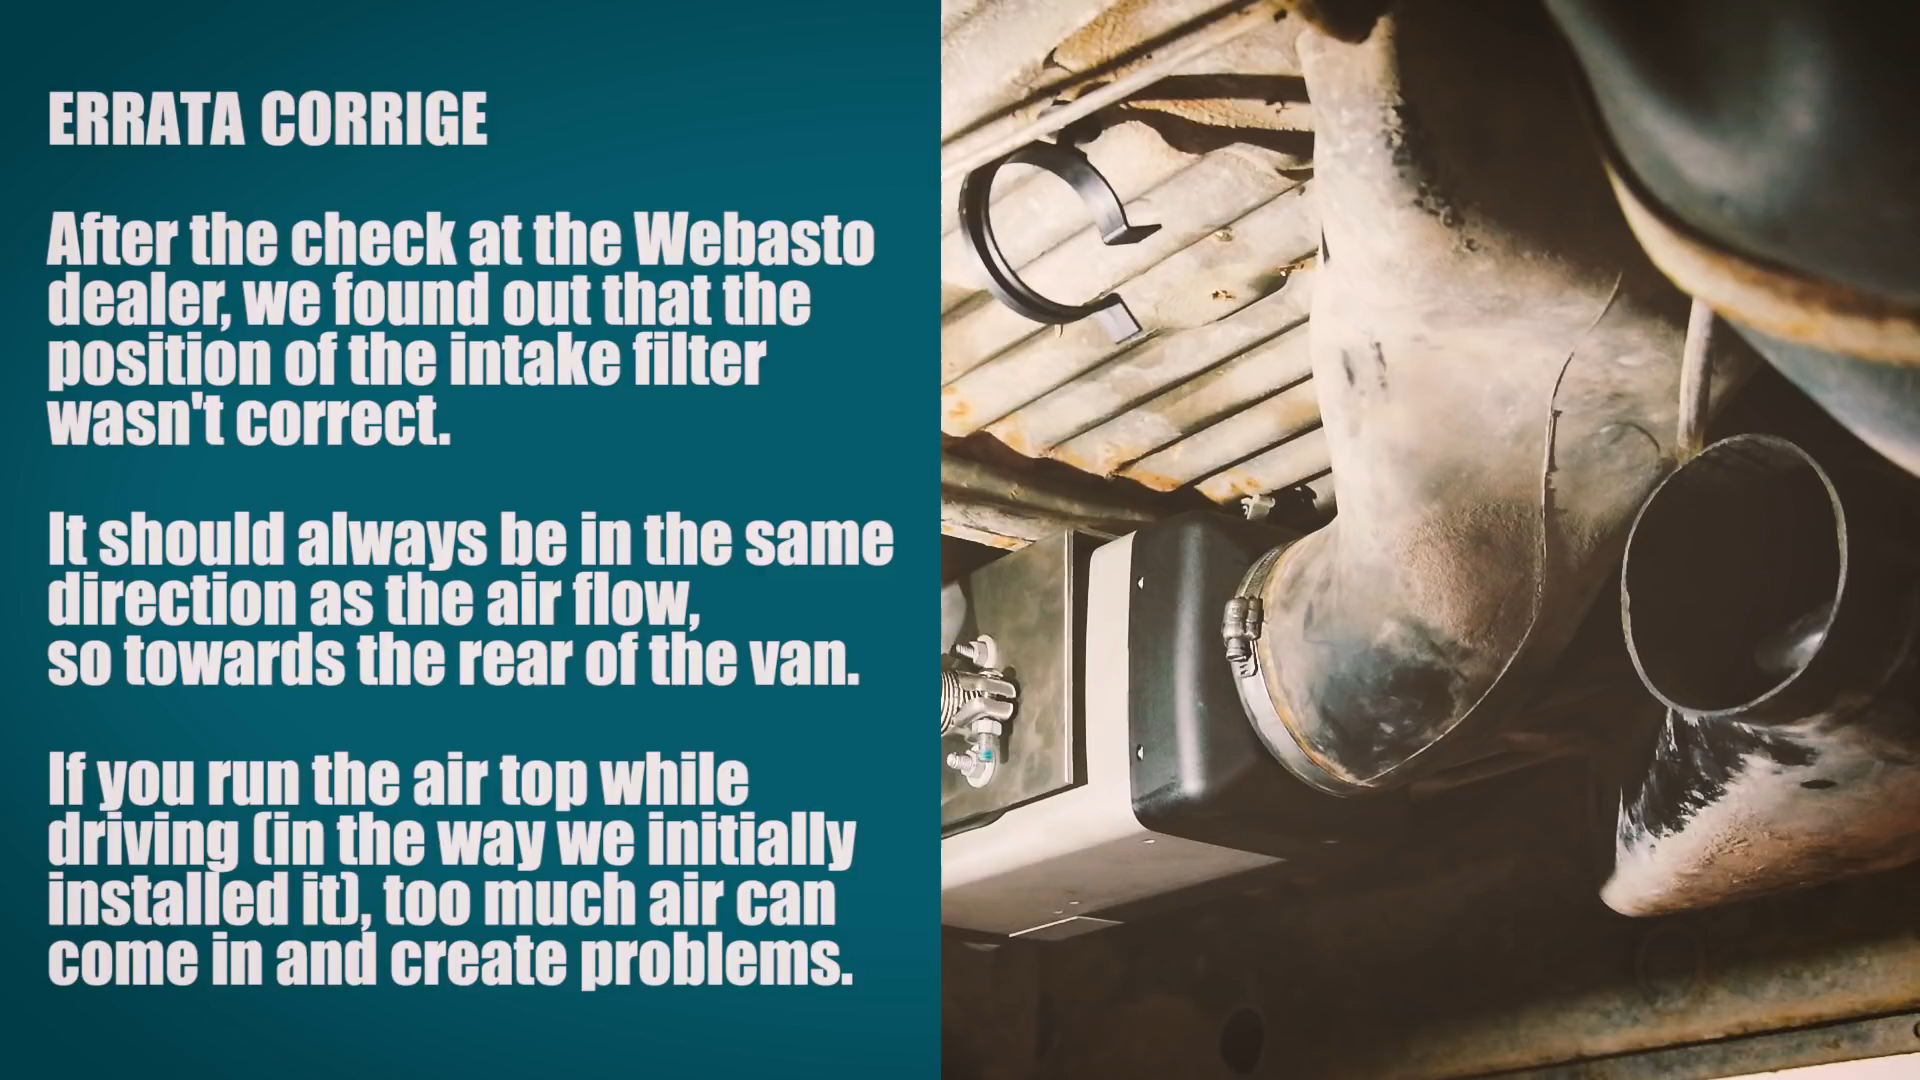 ERRATA CORRIGE
After the check at the Webasto
dealer, we found out that the
position of the intake filter
wasn't correct.
It should always be in the same
direction as the air flow,
so towards the rear of the van.
If you run the air top while
driving (in the way we initially
installed it), too much air can
come in and create problems.